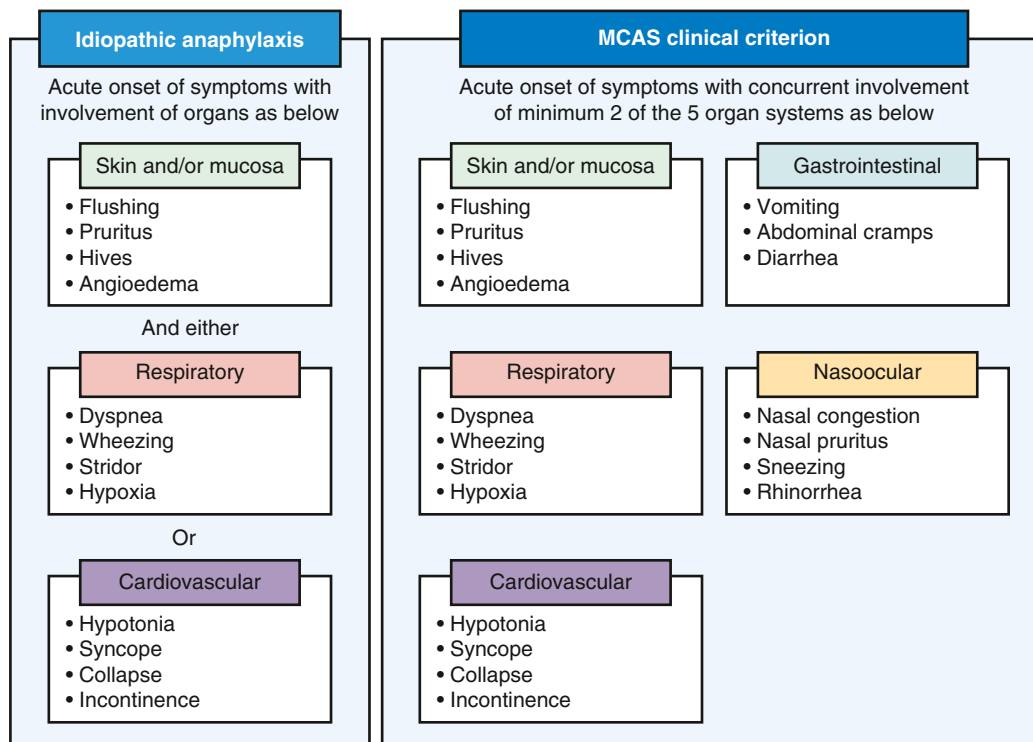 Idiopathic anaphylaxis
Acute onset of symptoms with
involvement of organs as below
Skin and/or mucosa
• Flushing
• Pruritus
• Hives
• Angioedema
And either
Respiratory
• Dyspnea
• Wheezing
• Stridor
• Hypoxia
Or
Cardiovascular
• Hypotonia
• Syncope
• Collapse
• Incontinence
MCAS clinical criterion
Acute onset of symptoms with concurrent involvement
of minimum 2 of the 5 organ systems as below
Skin and/or mucosa
• Flushing
• Pruritus
• Hives
• Angioedema
Gastrointestinal
• Vomiting
• Abdominal cramps
• Diarrhea
Respiratory
• Dyspnea
• Wheezing
• Stridor
• Hypoxia
Nasoocular
• Nasal congestion
• Nasal pruritus
• Sneezing
• Rhinorrhea
Cardiovascular
• Hypotonia
• Syncope
• Collapse
• Incontinence